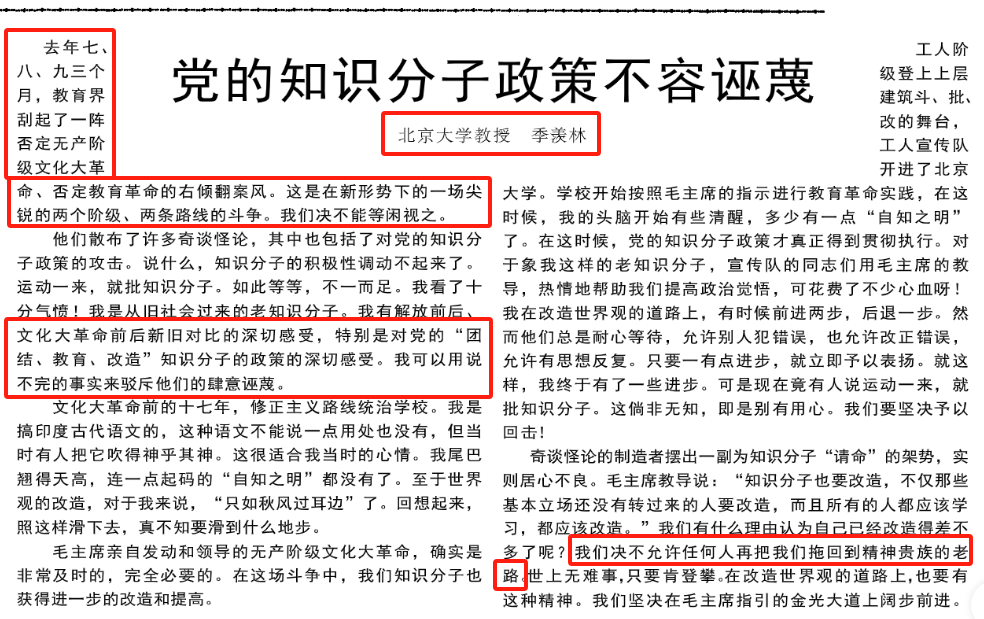 党的知识分子政策不容诬蔑
北京大学教授 季羡林
去年七、
八、九三个
月，教育界
刮起了一阵
否定无产阶
级文化大革
命、否定教育革命的右倾翻案风。这是在新形势下的一场尖
锐的两个阶级、两条路线的斗争。我们决不能等闲视之。
他们散布了许多奇谈怪论，其中也包括了对党的知识分
子政策的攻击。说什么，知识分子的积极性调动不起来了。
运动一来，就批知识分子。如此等等，不一而足。我看了十
分气愤！我是从旧社会过来的老知识分子。我有解放前后、
文化大革命前后新旧对比的深切感受，特别是对党的“团
结、教育、改造”知识分子的政策的深切感受。我可以用说
不完的事实来驳斥他们的肆意诬蔑。
文化大革命前的十七年，修正主义路线统治学校。我是
搞印度古代语文的，这种语文不能说一点用处也没有，但当
时有人把它吹得神乎其神。这很适合我当时的心情。我尾巴
翘得天高，连一点起码的“自知之明”都没有了。至于世界
观的改造，对于我来说，“只如秋风过耳边”了。回想起来，
照这样滑下去，真不知要滑到什么地步。
毛主席亲自发动和领导的无产阶级文化大革命，确实是
非常及时的，完全必要的。在这场斗争中，我们知识分子也
获得进一步的改造和提高。
工人阶
级登上上层
建筑斗、批、
改的舞台，
工人宣传队
开进了北京
大学。学校开始按照毛主席的指示进行教育革命实践，在这
时候，我的头脑开始有些清醒，多少有一点“自知之明”
了。在这时候，党的知识分子政策才真正得到贯彻执行。对
于象我这样的老知识分子，宣传队的同志们用毛主席的教
导，热情地帮助我们提高政治觉悟，可花费了不少心血呀！
我在改造世界观的道路上，有时候前进两步，后退一步。然
而他们总是耐心等待，允许别人犯错误，也允许改正错误，
允许有思想反复。只要一有点进步，就立即予以表扬。就这
样，我终于有了一些进步。可是现在竟有人说运动一来，就
批知识分子。这倘非无知，即是别有用心。我们要坚决予以
回击！
奇谈怪论的制造者摆出一副为知识分子“请命”的架势，实
则居心不良。毛主席教导说：“知识分子也要改造，不仅那些
基本立场还没有转过来的人要改造，而且所有的人都应该学
习，都应该改造。”我们有什么理由认为自己已经改造得差不
多了呢？我们决不允许任何人再把我们拖回到精神贵族的老
路。世上无难事，只要肯登攀。在改造世界观的道路上，也要有
这种精神。我们坚决在毛主席指引的金光大道上阔步前进。